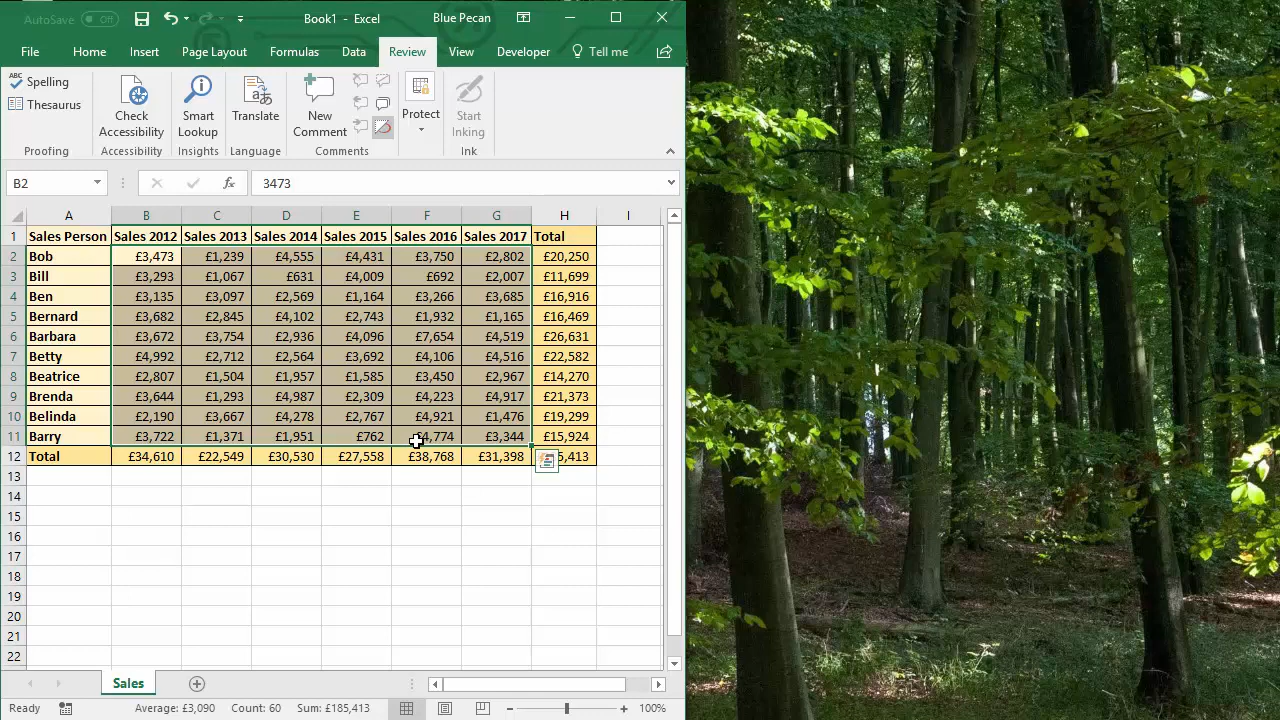 AutoSave Off Book1 - Excel Blue Pecan
File Home Insert Page Layout Formulas Data Review View Developer Tell me
ABC Spelling
Thesaurus
Check Accessibility
Smart Lookup
Translate
New Comment
Protect
Start Inking
Proofing Accessibility Insights Language Comments Ink
B2 fx 3473
A B C D E F G H I
1 Sales Person Sales 2012 Sales 2013 Sales 2014 Sales 2015 Sales 2016 Sales 2017 Total
2 Bob £3,473 £1,239 £4,555 £4,431 £3,750 £2,802 £20,250
3 Bill £3,293 £1,067 £631 £4,009 £692 £2,007 £11,699
4 Ben £3,135 £3,097 £2,569 £1,164 £3,266 £3,685 £16,916
5 Bernard £3,682 £2,845 £4,102 £2,743 £1,932 £1,165 £16,469
6 Barbara £3,672 £3,754 £2,936 £4,096 £7,654 £4,519 £26,631
7 Betty £4,992 £2,712 £2,564 £3,692 £4,106 £4,516 £22,582
8 Beatrice £2,807 £1,504 £1,957 £1,585 £3,450 £2,967 £14,270
9 Brenda £3,644 £1,293 £4,987 £2,309 £4,223 £4,917 £21,373
10 Belinda £2,190 £3,667 £4,278 £2,767 £4,921 £1,476 £19,299
11 Barry £3,722 £1,371 £1,951 £762 4,774 £3,344 £15,924
12 Total £34,610 £22,549 £30,530 £27,558 £38,768 £31,398 5,413
13
14
15
16
17
18
19
20
21
22
Sales
Ready Average: £3,090 Count: 60 Sum: £185,413 100%